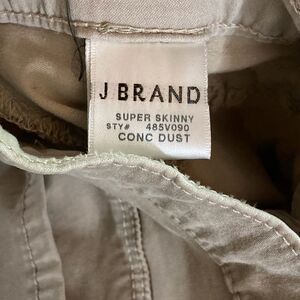 J BRAND
SUPER SKINNY
STY# 485V090
CONC DUST